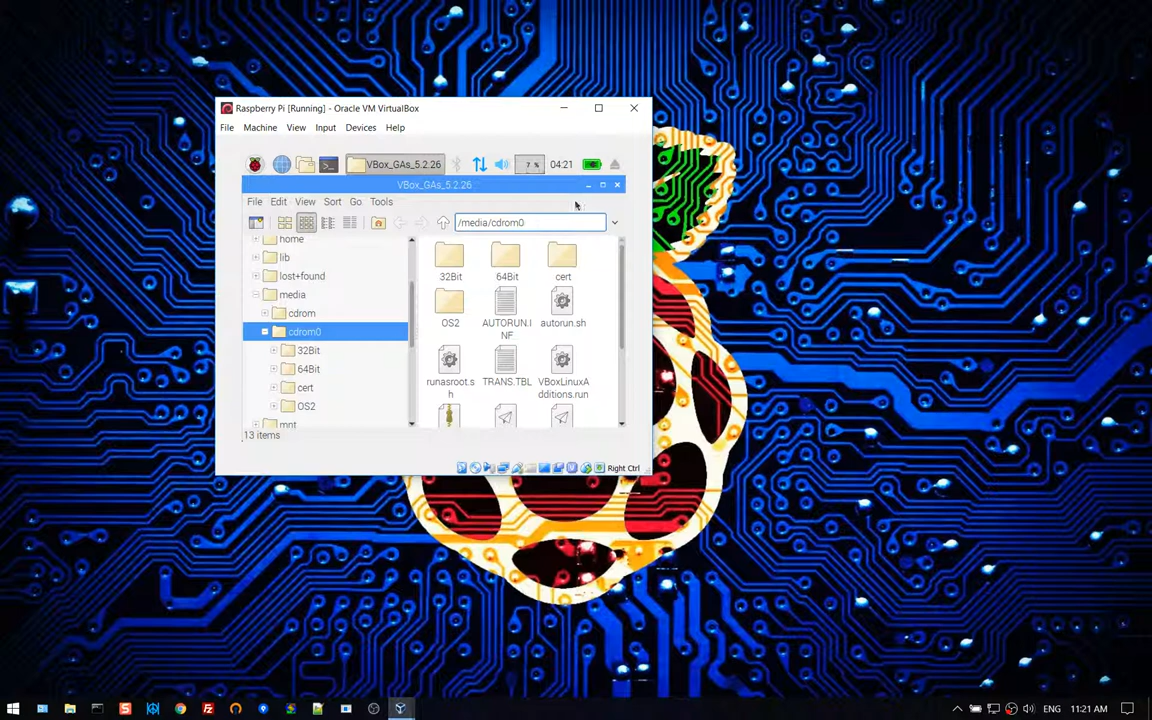 Raspberry Pi [Running] - Oracle VM VirtualBox
File Machine View Input Devices Help
VBox_GAs_5.2.26 7 % 04:21
VBox_GAs_5.2.26
File Edit View Sort Go Tools
/media/cdrom0
home
lib
lost+found
media
cdrom
cdrom0
32Bit
64Bit
cert
OS2
mnt
32Bit 64Bit cert
OS2 AUTORUN.I
NF autorun.sh
runasroot.s
h TRANS.TBL VBoxLinuxA
dditions.run
13 items
Right Ctrl
ENG 11:21 AM